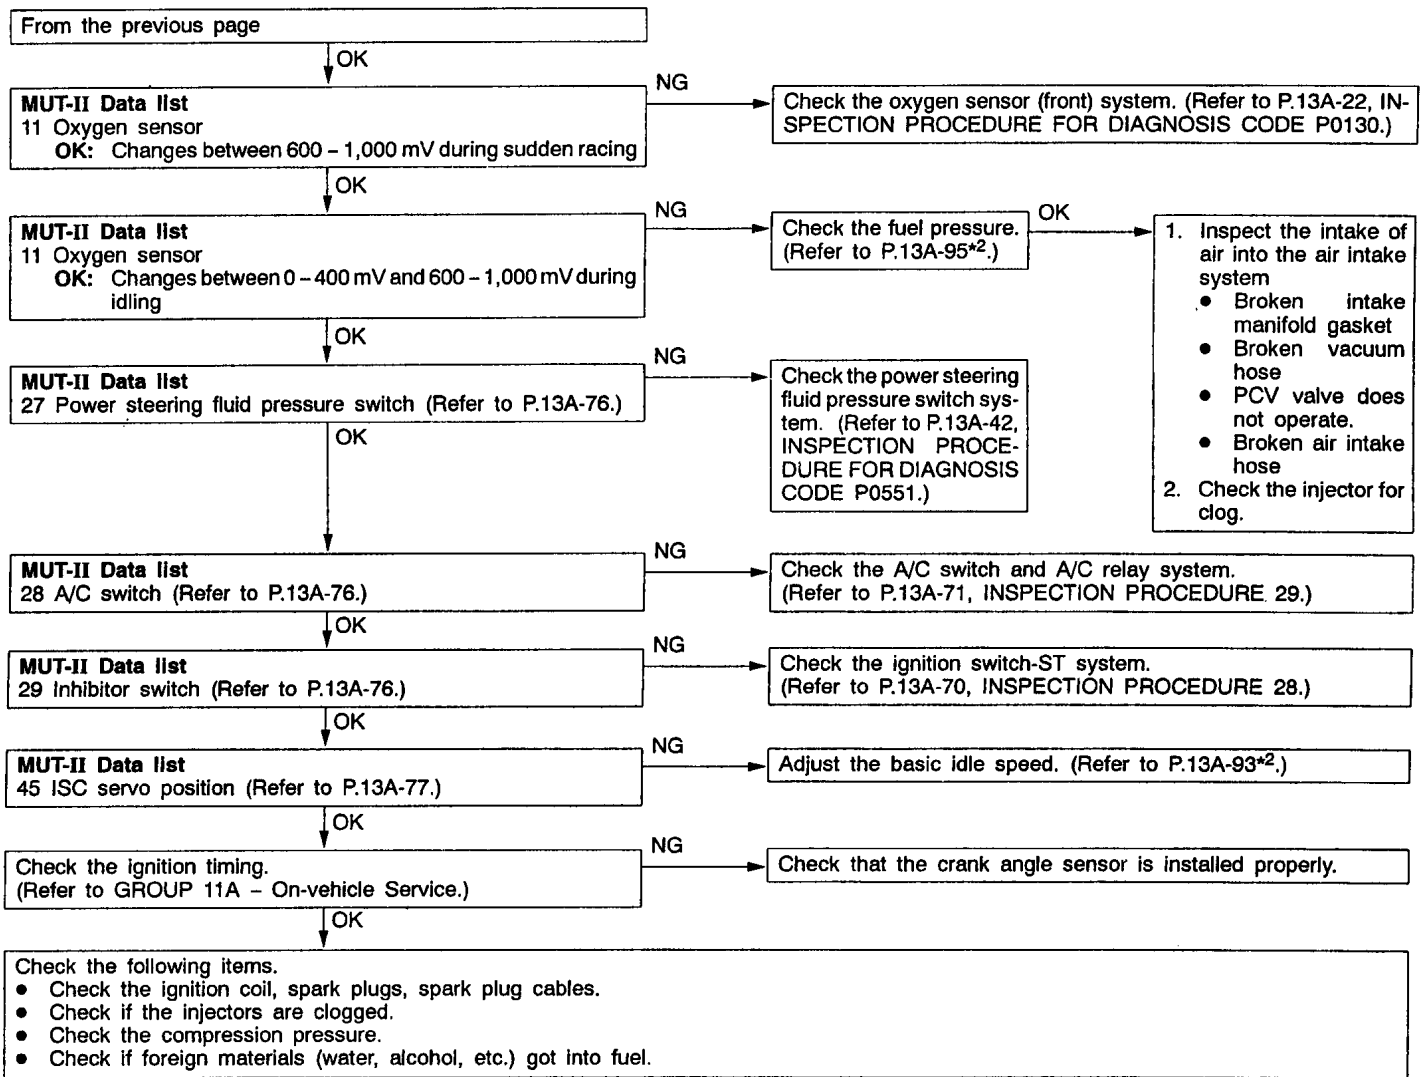 From the previous page
OK
MUT-II Data list
11 Oxygen sensor
OK: Changes between 600 – 1,000 mV during sudden racing
NG
Check the oxygen sensor (front) system. (Refer to P.13A-22, IN-
SPECTION PROCEDURE FOR DIAGNOSIS CODE P0130.)
OK
MUT-II Data list
11 Oxygen sensor
OK: Changes between 0 – 400 mV and 600 – 1,000 mV during
idling
NG
Check the fuel pressure.
(Refer to P.13A-95*2.)
OK
1. Inspect the intake of
air into the air intake
system
● Broken intake
manifold gasket
● Broken vacuum
hose
● PCV valve does
not operate.
● Broken air intake
hose
2. Check the injector for
clog.
OK
MUT-II Data list
27 Power steering fluid pressure switch (Refer to P.13A-76.)
NG
Check the power steering
fluid pressure switch sys-
tem. (Refer to P.13A-42,
INSPECTION PROCE-
DURE FOR DIAGNOSIS
CODE P0551.)
OK
MUT-II Data list
28 A/C switch (Refer to P.13A-76.)
NG
Check the A/C switch and A/C relay system.
(Refer to P.13A-71, INSPECTION PROCEDURE 29.)
OK
MUT-II Data list
29 Inhibitor switch (Refer to P.13A-76.)
NG
Check the ignition switch-ST system.
(Refer to P.13A-70, INSPECTION PROCEDURE 28.)
OK
MUT-II Data list
45 ISC servo position (Refer to P.13A-77.)
NG
Adjust the basic idle speed. (Refer to P.13A-93*2.)
OK
Check the ignition timing.
(Refer to GROUP 11A – On-vehicle Service.)
NG
Check that the crank angle sensor is installed properly.
OK
Check the following items.
● Check the ignition coil, spark plugs, spark plug cables.
● Check if the injectors are clogged.
● Check the compression pressure.
● Check if foreign materials (water, alcohol, etc.) got into fuel.